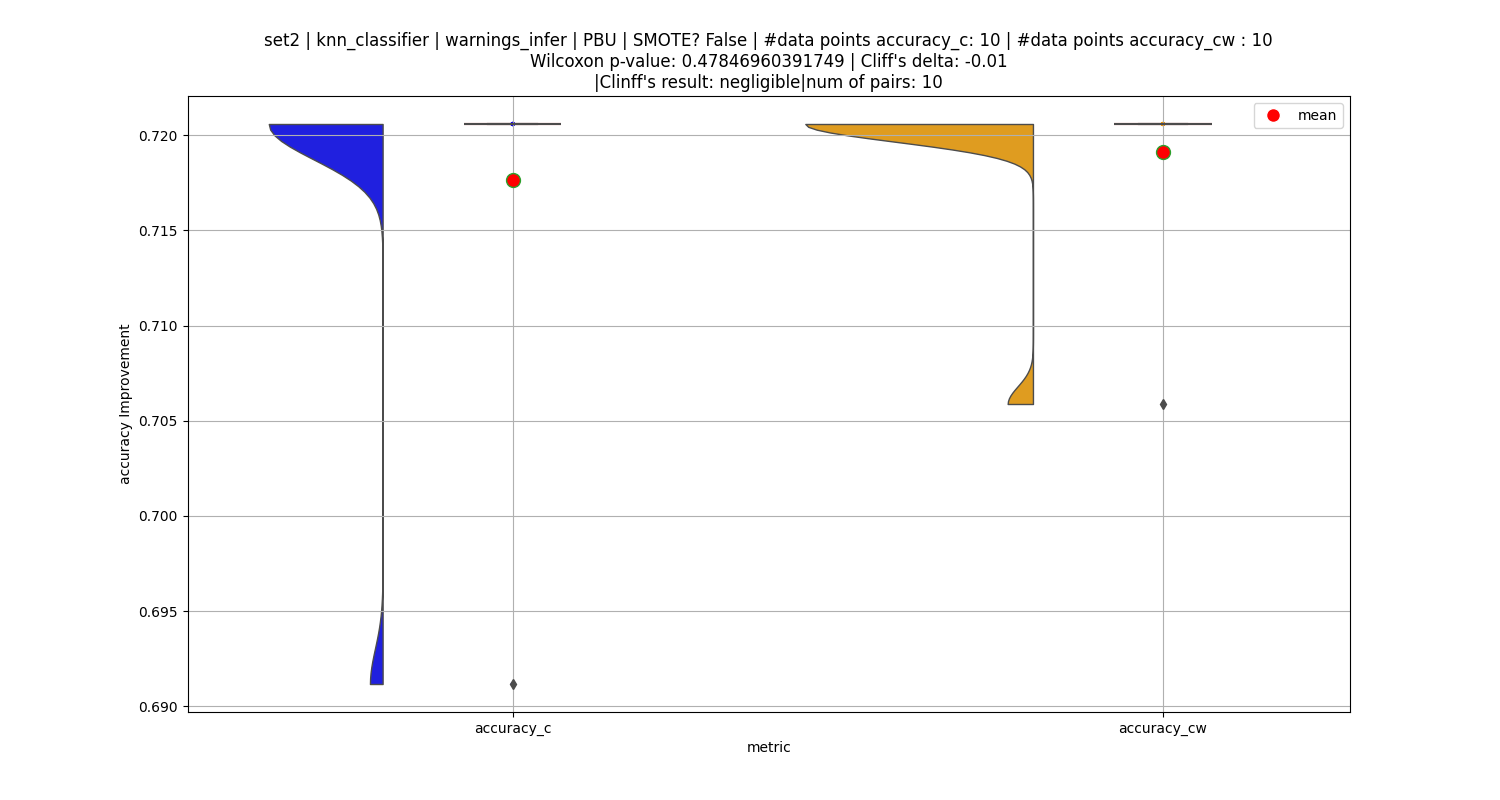 set2 | knn_classifier | warnings_infer | PBU | SMOTE? False | #data points accuracy_c: 10 | #data points accuracy_cw : 10
Wilcoxon p-value: 0.47846960391749 | Cliff's delta: -0.01
|Clinff's result: negligible|num of pairs: 10
mean
0.720
0.715
0.710
0.705
0.700
0.695
0.690
accuracy Improvement
accuracy_c
accuracy_cw
metric